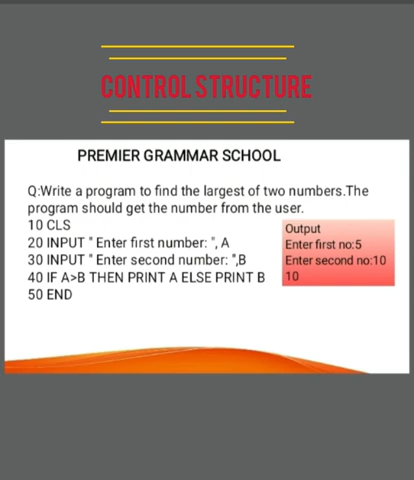 CONTROL STRUCTURE
PREMIER GRAMMAR SCHOOL
Q:Write a program to find the largest of two numbers.The
program should get the number from the user.
10 CLS
20 INPUT " Enter first number: ", A
30 INPUT " Enter second number: ",B
40 IF A>B THEN PRINT A ELSE PRINT B
50 END
Output
Enter first no:5
Enter second no:10
10